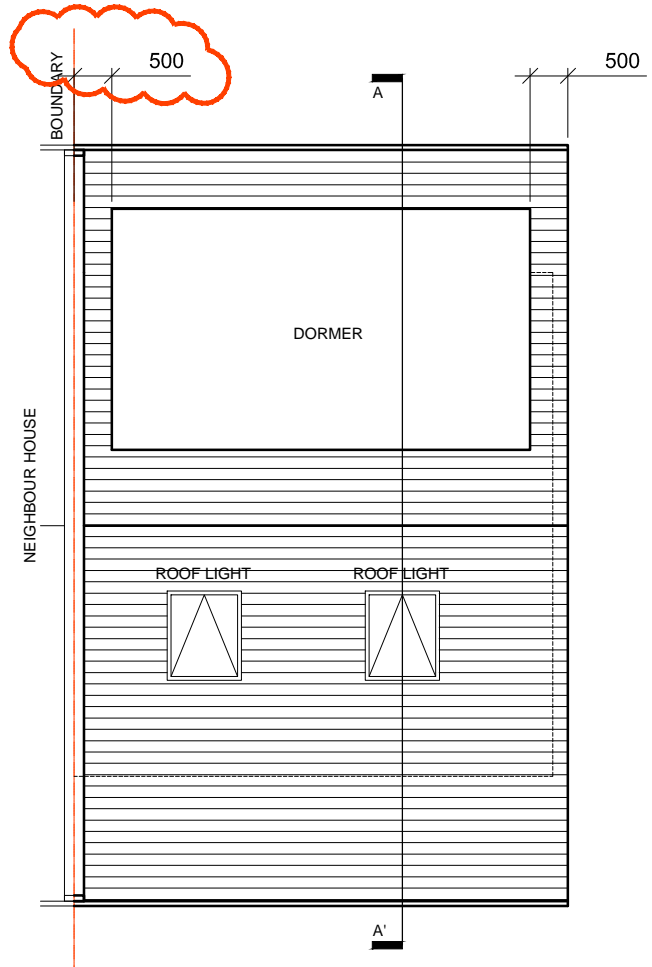 500
500
BOUNDARY
A
DORMER
NEIGHBOUR HOUSE
ROOF LIGHT
ROOF LIGHT
A'